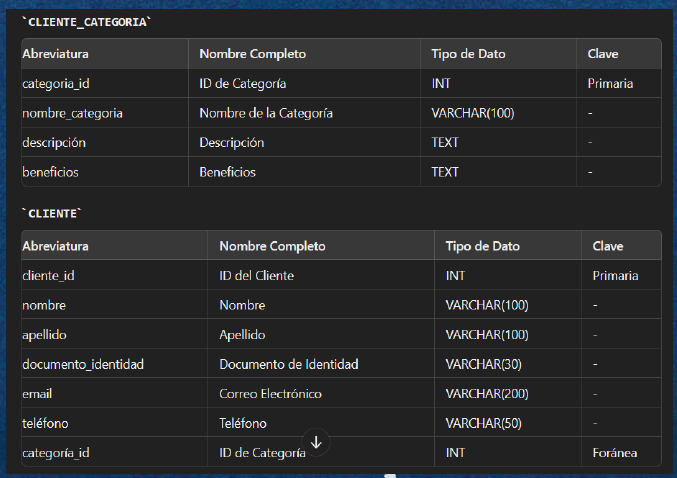 `CLIENTE_CATEGORIA`
Abreviatura Nombre Completo Tipo de Dato Clave
categoria_id ID de Categoría INT Primaria
nombre_categoria Nombre de la Categoría VARCHAR(100) -
descripción Descripción TEXT -
beneficios Beneficios TEXT -
`CLIENTE`
Abreviatura Nombre Completo Tipo de Dato Clave
cliente_id ID del Cliente INT Primaria
nombre Nombre VARCHAR(100) -
apellido Apellido VARCHAR(100) -
documento_identidad Documento de Identidad VARCHAR(30) -
email Correo Electrónico VARCHAR(200) -
teléfono Teléfono VARCHAR(50) -
categoría_id ID de Categoría INT Foránea